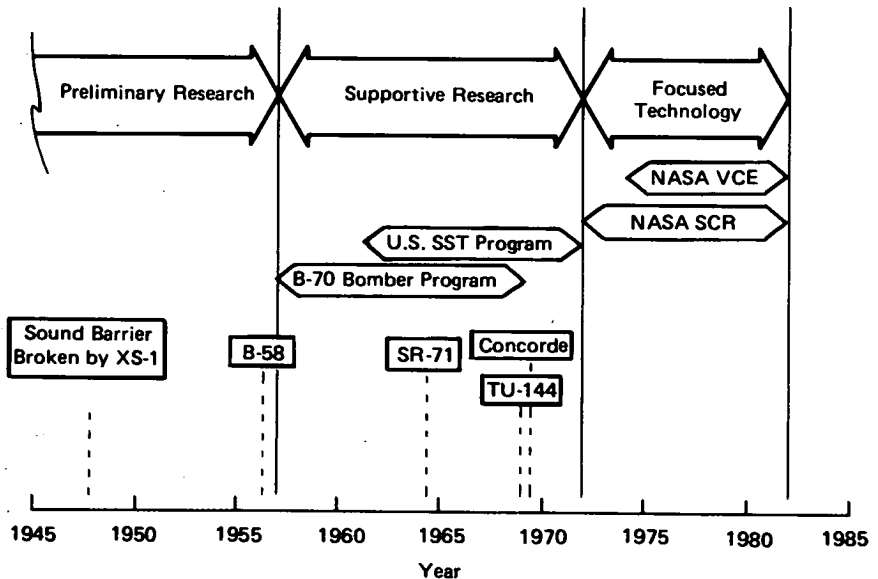 Preliminary Research
Supportive Research
Focused
Technology
NASA VCE
NASA SCR
U.S. SST Program
B-70 Bomber Program
Sound Barrier
Broken by XS-1
B-58
SR-71
Concorde
TU-144
1945 1950 1955 1960 1965 1970 1975 1980 1985
Year